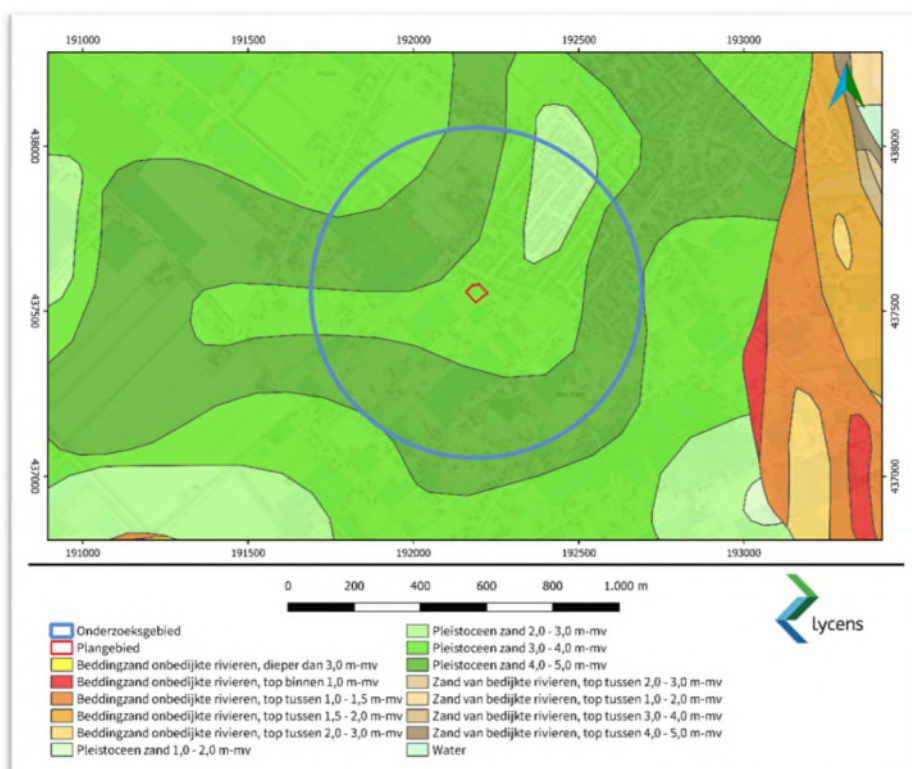 191000 191500 192000 192500 193000
438000 438000
437500 437500
437000 437000
191000 191500 192000 192500 193000
0 200 400 600 800 1.000 m
Lycens
Onderzoeksgebied
Plangebied
Beddingzand onbedijkte rivieren, dieper dan 3,0 m-mv
Beddingzand onbedijkte rivieren, top binnen 1,0 m-mv
Beddingzand onbedijkte rivieren, top tussen 1,0 - 1,5 m-mv
Beddingzand onbedijkte rivieren, top tussen 1,5 - 2,0 m-mv
Beddingzand onbedijkte rivieren, top tussen 2,0 - 3,0 m-mv
Pleistoceen zand 1,0 - 2,0 m-mv
Pleistoceen zand 2,0 - 3,0 m-mv
Pleistoceen zand 3,0 - 4,0 m-mv
Pleistoceen zand 4,0 - 5,0 m-mv
Zand van bedijkte rivieren, top tussen 2,0 - 3,0 m-mv
Zand van bedijkte rivieren, top tussen 1,0 - 2,0 m-mv
Zand van bedijkte rivieren, top tussen 3,0 - 4,0 m-mv
Zand van bedijkte rivieren, top tussen 4,0 - 5,0 m-mv
Water